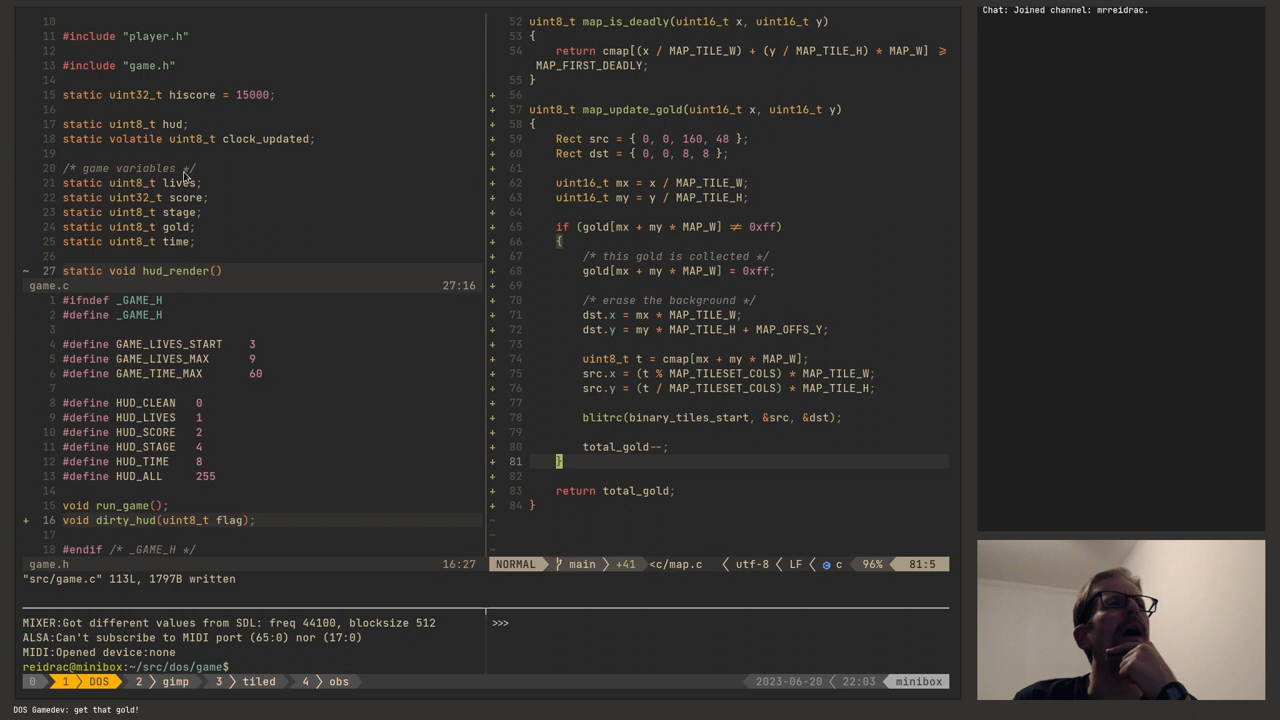 10
11 #include "player.h"
12
13 #include "game.h"
14
15 static uint32_t hiscore = 15000;
16
17 static uint8_t hud;
18 static volatile uint8_t clock_updated;
19
20 /* game variables */
21 static uint8_t lives;
22 static uint32_t score;
23 static uint8_t stage;
24 static uint8_t gold;
25 static uint8_t time;
26
~ 27 static void hud_render()
game.c 27:16
1 #ifndef _GAME_H
2 #define _GAME_H
3
4 #define GAME_LIVES_START 3
5 #define GAME_LIVES_MAX 9
6 #define GAME_TIME_MAX 60
7
8 #define HUD_CLEAN 0
9 #define HUD_LIVES 1
10 #define HUD_SCORE 2
11 #define HUD_STAGE 4
12 #define HUD_TIME 8
13 #define HUD_ALL 255
14
15 void run_game();
+ 16 void dirty_hud(uint8_t flag);
17
18 #endif /* _GAME_H */
game.h 16:27
"src/game.c" 113L, 1797B written
52 uint8_t map_is_deadly(uint16_t x, uint16_t y)
53 {
54 return cmap[(x / MAP_TILE_W) + (y / MAP_TILE_H) * MAP_W] >=
MAP_FIRST_DEADLY;
55 }
+ 56
+ 57 uint8_t map_update_gold(uint16_t x, uint16_t y)
+ 58 {
+ 59 Rect src = { 0, 0, 160, 48 };
+ 60 Rect dst = { 0, 0, 8, 8 };
+ 61
+ 62 uint16_t mx = x / MAP_TILE_W;
+ 63 uint16_t my = y / MAP_TILE_H;
+ 64
+ 65 if (gold[mx + my * MAP_W] != 0xff)
+ 66 {
+ 67 /* this gold is collected */
+ 68 gold[mx + my * MAP_W] = 0xff;
+ 69
+ 70 /* erase the background */
+ 71 dst.x = mx * MAP_TILE_W;
+ 72 dst.y = my * MAP_TILE_H + MAP_OFFS_Y;
+ 73
+ 74 uint8_t t = cmap[mx + my * MAP_W];
+ 75 src.x = (t % MAP_TILESET_COLS) * MAP_TILE_W;
+ 76 src.y = (t / MAP_TILESET_COLS) * MAP_TILE_H;
+ 77
+ 78 blitrc(binary_tiles_start, &src, &dst);
+ 79
+ 80 total_gold--;
+ 81 }
+ 82
+ 83 return total_gold;
+ 84 }
~
~
~
NORMAL main +41 <c/map.c utf-8 LF c 96% 81:5
MIXER:Got different values from SDL: freq 44100, blocksize 512
ALSA:Can't subscribe to MIDI port (65:0) nor (17:0)
MIDI:Opened device:none
reidrac@minibox:~/src/dos/game$
>>>
0 1 DOS 2 gimp 3 tiled 4 obs 2023-06-20 22:03 minibox
DOS Gamedev: get that gold!
Chat: Joined channel: mrreidrac.